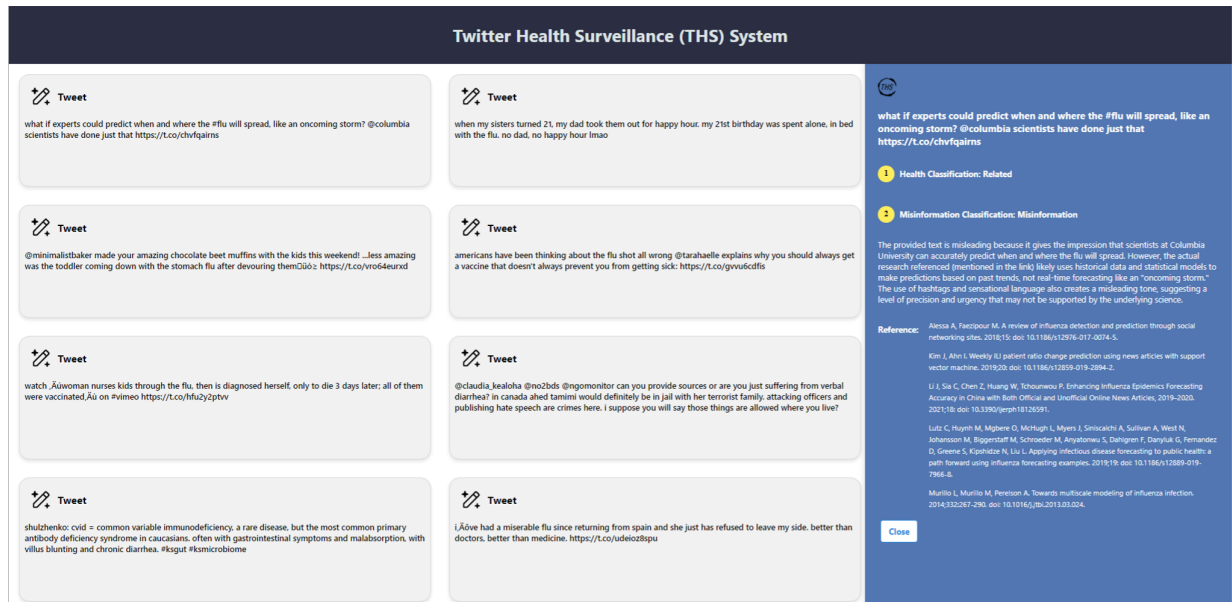 Twitter Health Surveillance (THS) System
Tweet
what if experts could predict when and where the #flu will spread, like an oncoming storm? @columbia
scientists have done just that https://t.co/chvfqairns
Tweet
when my sisters turned 21, my dad took them out for happy hour. my 21st birthday was spent alone, in bed
with the flu. no dad, no happy hour lmao
Tweet
@minimalistbaker made your amazing chocolate beet muffins with the kids this weekend! ...less amazing
was the toddler coming down with the stomach flu after devouring themΩüò≥ https://t.co/vro64eurxd
Tweet
americans have been thinking about the flu shot all wrong @tarahaelle explains why you should always get
a vaccine that doesn't always prevent you from getting sick: https://t.co/gvvu6cdfis
Tweet
watch ‚Äúwoman nurses kids through the flu, then is diagnosed herself, only to die 3 days later; all of them
were vaccinated‚Äù on #vimeo https://t.co/hfu2y2ptvv
Tweet
@claudia_kealoha @no2bds @ngomonitor can you provide sources or are you just suffering from verbal
diarrhea? in canada ahed tamimi would definitely be in jail with her terrorist family. attacking officers and
publishing hate speech are crimes here. i suppose you will say those things are allowed where you live?
Tweet
shulzhenko: cvid = common variable immunodeficiency, a rare disease, but the most common primary
antibody deficiency syndrome in caucasians. often with gastrointestinal symptoms and malabsorption, with
villus blunting and chronic diarrhea. #ksgut #ksmicrobiome
Tweet
i‚Äôve had a miserable flu since returning from spain and she just has refused to leave my side. better than
doctors, better than medicine. https://t.co/udeioz8spu
THS
what if experts could predict when and where the #flu will spread, like an
oncoming storm? @columbia scientists have done just that
https://t.co/chvfqairns
1 Health Classification: Related
2 Misinformation Classification: Misinformation
The provided text is misleading because it gives the impression that scientists at Columbia
University can accurately predict when and where the flu will spread. However, the actual
research referenced (mentioned in the link) likely uses historical data and statistical models to
make predictions based on past trends, not real-time forecasting like an "oncoming storm."
The use of hashtags and sensational language also creates a misleading tone, suggesting a
level of precision and urgency that may not be supported by the underlying science.
Reference:
Alessa A, Faezipour M. A review of influenza detection and prediction through social
networking sites. 2018;15: doi: 10.1186/s12976-017-0074-5.
Kim J, Ahn I. Weekly ILI patient ratio change prediction using news articles with support
vector machine. 2019;20: doi: 10.1186/s12859-019-2894-2.
Li J, Sia C, Chen Z, Huang W, Tchounwou P. Enhancing Influenza Epidemics Forecasting
Accuracy in China with Both Official and Unofficial Online News Articles, 2019–2020.
2021;18: doi: 10.3390/ijerph18126591.
Lutz C, Huynh M, Mgbere O, McHugh L, Myers J, Siniscalchi A, Sullivan A, West N,
Johansson M, Biggerstaff M, Schroeder M, Anyatonwu S, Dahlgren F, Danyluk G, Fernandez
D, Greene S, Kipshidze N, Liu L. Applying infectious disease forecasting to public health: a
path forward using influenza forecasting examples. 2019;19: doi: 10.1186/s12889-019-
7966-8.
Murillo L, Murillo M, Perelson A. Towards multiscale modeling of influenza infection.
2014;332:267-290. doi: 10.1016/j.jtbi.2013.03.024.
Close